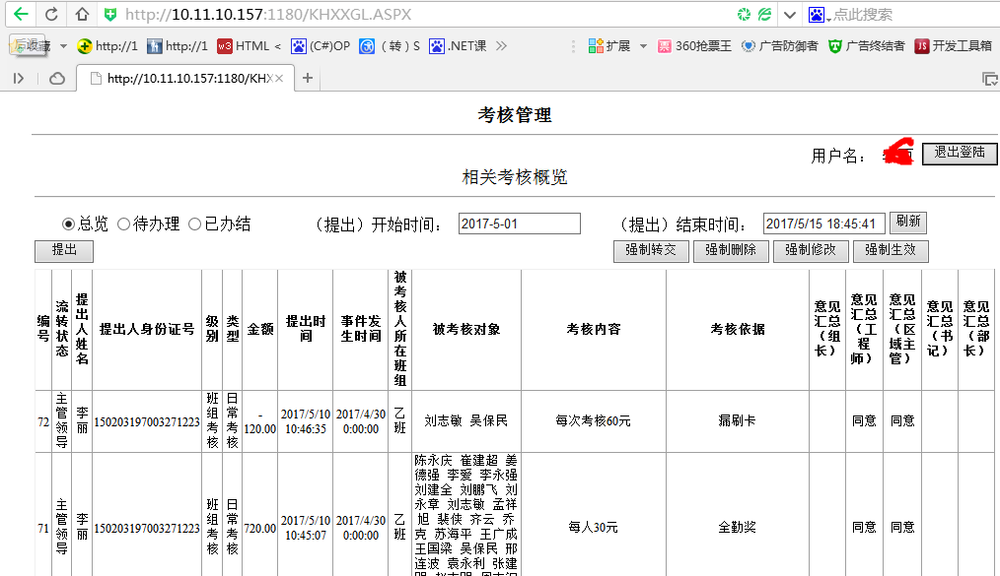 http://10.11.10.157:1180/KHXXGL.ASPX
点此搜索
后收藏 http://1 http://1 HTML < (C#)OP （转）S .NET课 扩展 360抢票王 广告防御者 广告终结者 开发工具箱
http://10.11.10.157:1180/KHX
考核管理
用户名：
退出登陆
相关考核概览
总览 待办理 已办结 （提出）开始时间： 2017-5-01 （提出）结束时间： 2017/5/15 18:45:41 刷新
提出 强制转交 强制删除 强制修改 强制生效
编号 流转状态 提出人姓名 提出人身份证号 级别 类型 金额 提出时间 事件发生时间 被考核人所在班组 被考核对象 考核内容 考核依据 意见汇总（组长） 意见汇总（工程师） 意见汇总（区域主管） 意见汇总（书记） 意见汇总（部长）
72 主管领导 李丽 150203197003271223 班组考核 日常考核 -120.00 2017/5/10 10:46:35 2017/4/30 0:00:00 乙班 刘志敏 吴保民 每次考核60元 漏刷卡 同意 同意
71 主管领导 李丽 150203197003271223 班组考核 日常考核 720.00 2017/5/10 10:45:07 2017/4/30 0:00:00 乙班
陈永庆 崔建超 姜
德强 李爱 李永强
刘建全 刘鹏飞 刘
永章 刘志敏 孟祥
旭 裴侠 齐云 乔
克 苏海平 王广成
王国梁 吴保民 邢
连波 袁永利 张建
每人30元 全勤奖 同意 同意